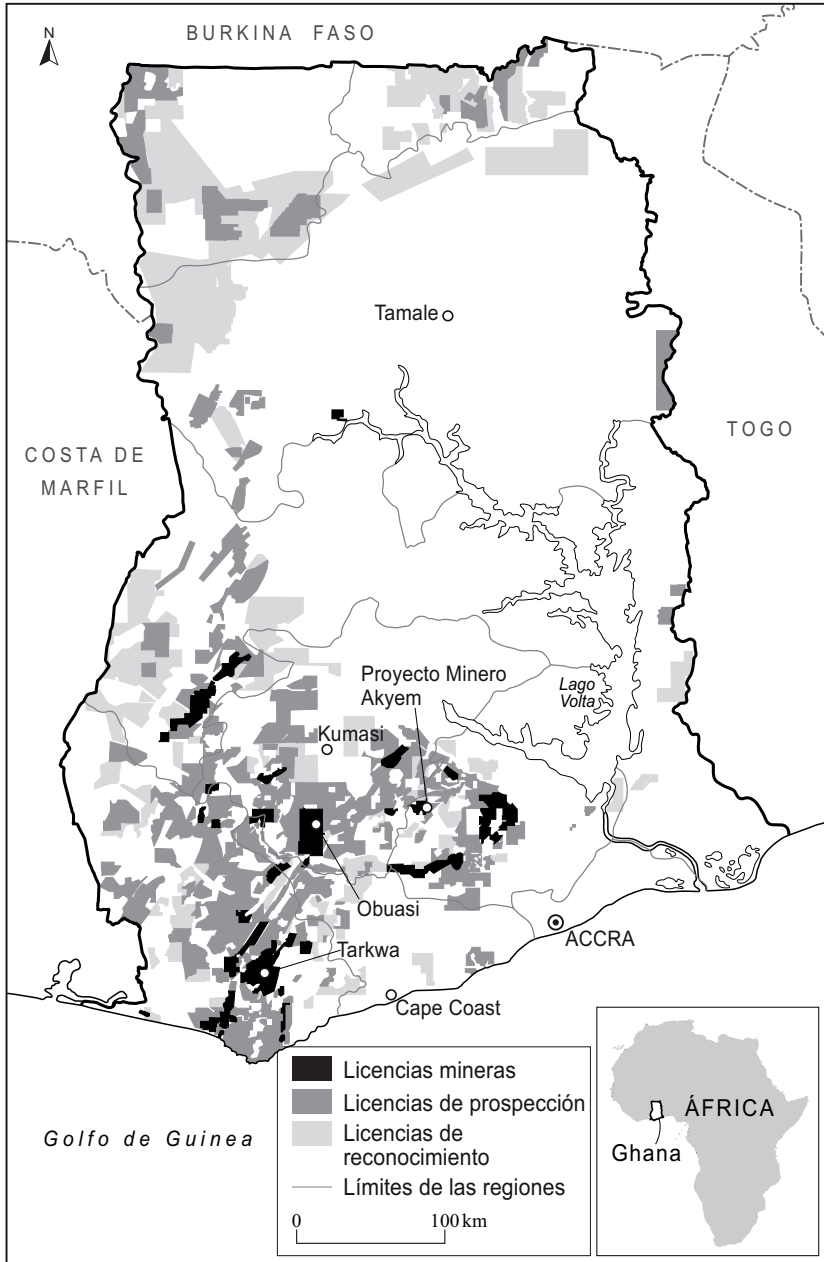 N
BURKINA FASO
Tamale
COSTA DE
MARFIL
TOGO
Proyecto Minero
Akyem
Lago
Volta
Kumasi
Obuasi
ACCRA
Tarkwa
Cape Coast
Golfo de Guinea
Licencias mineras
Licencias de prospección
Licencias de
reconocimiento
Límites de las regiones
0 100 km
ÁFRICA
Ghana